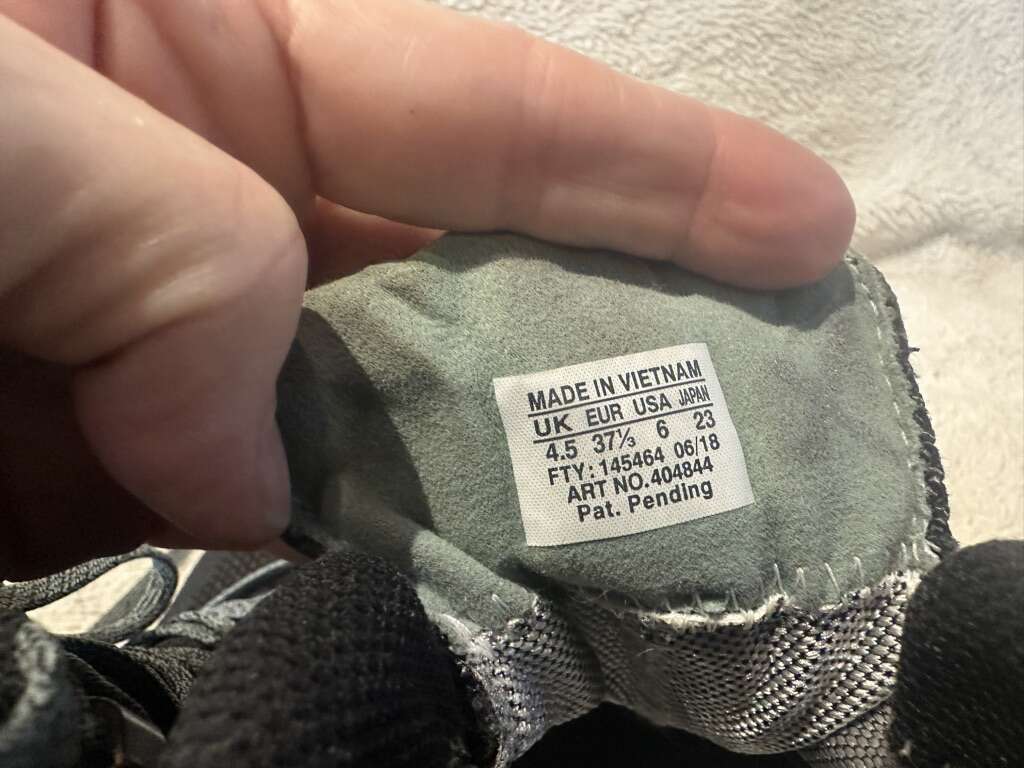 MADE IN VIETNAM
UK EUR USA JAPAN
4.5 37⅓ 6 23
FTY: 145464 06/18
ART NO. 404844
Pat. Pending